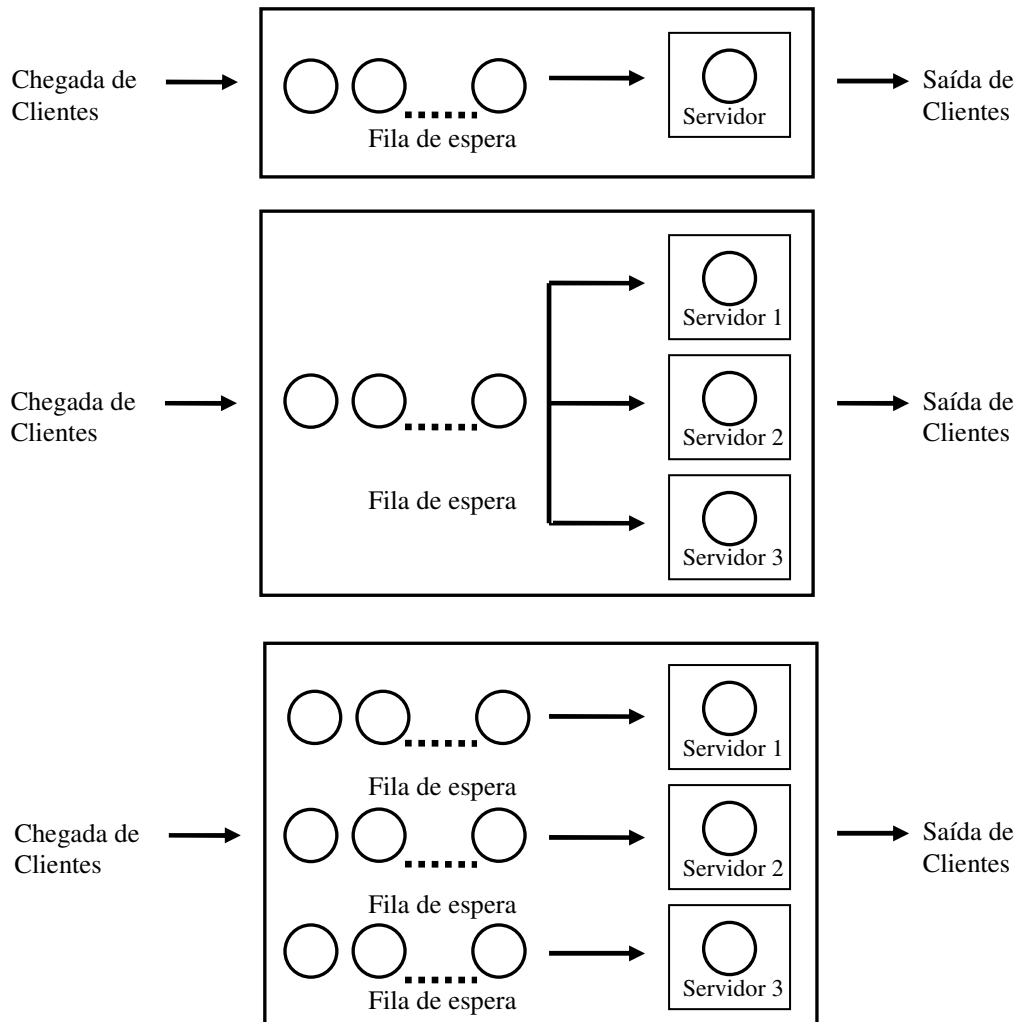 Chegada de
Clientes
Fila de espera
Servidor
Saída de
Clientes
Chegada de
Clientes
Fila de espera
Servidor 1
Servidor 2
Servidor 3
Saída de
Clientes
Chegada de
Clientes
Fila de espera
Servidor 1
Fila de espera
Servidor 2
Fila de espera
Servidor 3
Saída de
Clientes